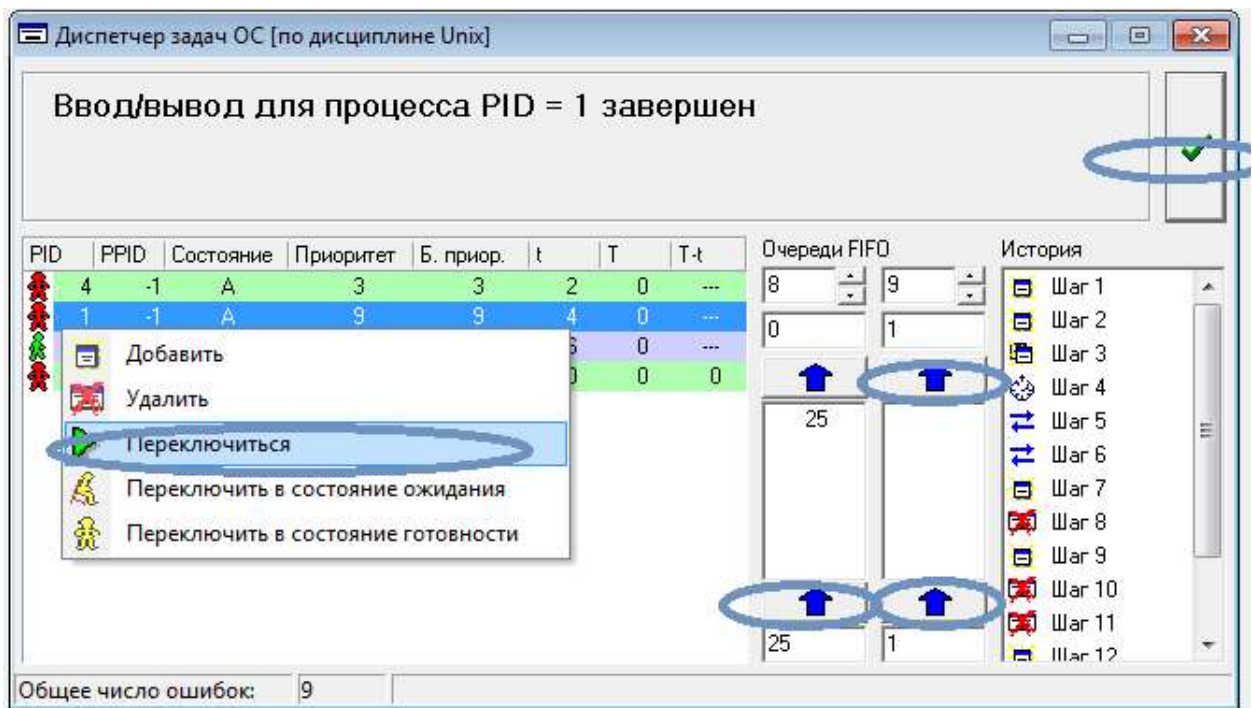 Диспетчер задач ОС [по дисциплине Unix]
Ввод/вывод для процесса PID = 1 завершен
PID PPID Состояние Приоритет Б. приор. t T T-t
4 -1 A 3 3 2 0 ---
1 -1 A 9 9 4 0 ---
0 ---
0 0
Добавить
Удалить
Переключиться
Переключить в состояние ожидания
Переключить в состояние готовности
Очереди FIFO
8 9
0 1
25
25 1
История
Шаг 1
Шаг 2
Шаг 3
Шаг 4
Шаг 5
Шаг 6
Шаг 7
Шаг 8
Шаг 9
Шаг 10
Шаг 11
Шаг 12
Общее число ошибок: 9